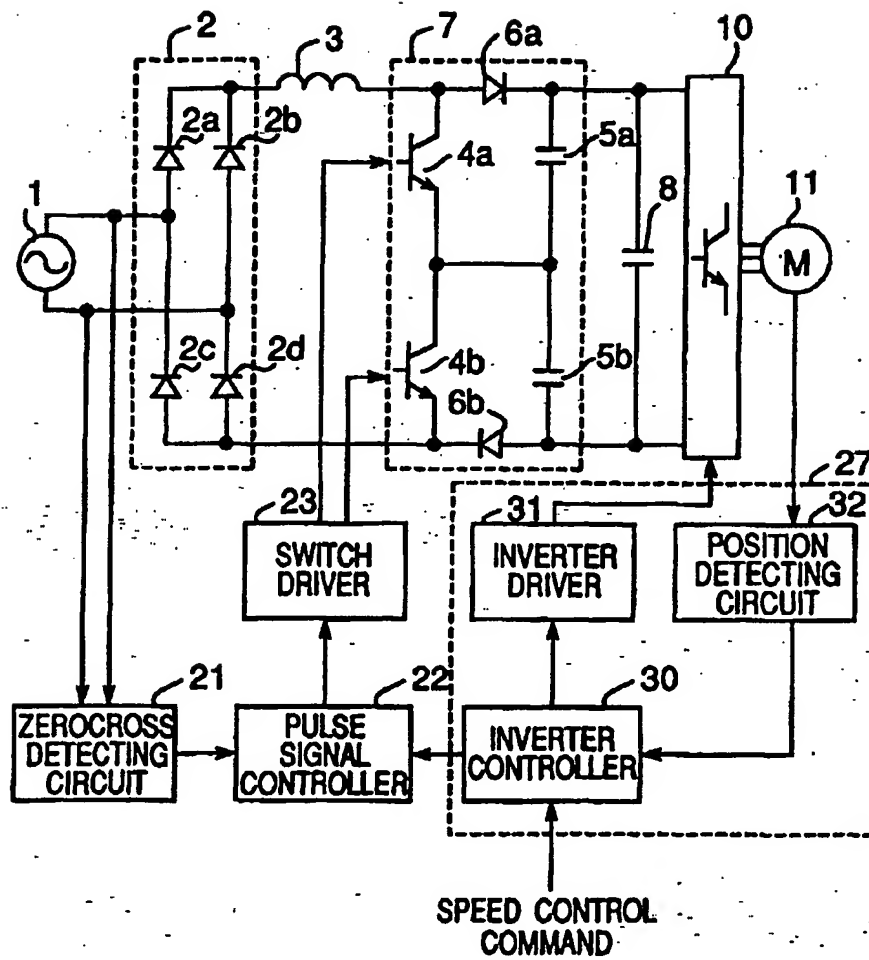 2
3
7
6a
10
2a
2b
4a
5a
8
11
1
M
2c
2d
4b
5b
6b
27
23
31
32
SWITCH
DRIVER
INVERTER
DRIVER
POSITION
DETECTING
CIRCUIT
21
22
30
ZEROCROSS
DETECTING
CIRCUIT
PULSE
SIGNAL
CONTROLLER
INVERTER
CONTROLLER
SPEED CONTROL
COMMAND